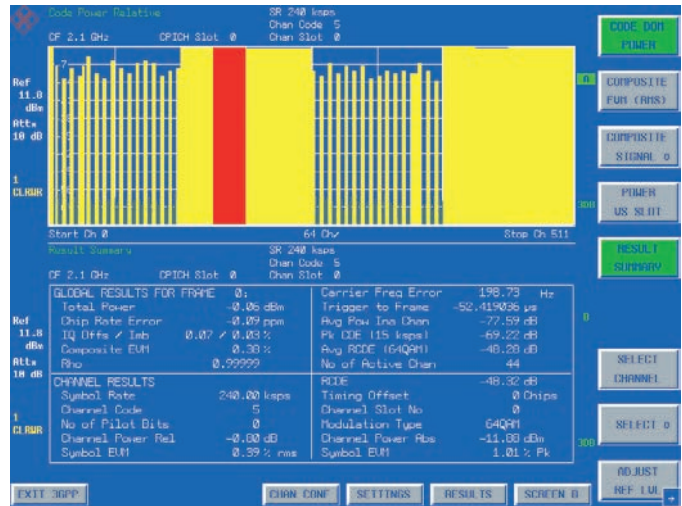 Code Power Relative
SR 240 ksps
Chan Code 5
CF 2.1 GHz CPICH Slot 0 Chan Slot 0
Ref
11.8
dBm
Att*
10 dB
1
CLRWR
-7
A
3DB
Start Ch 0 64 Ch/ Stop Ch 511
Result Summary
SR 240 ksps
Chan Code 5
CF 2.1 GHz CPICH Slot 0 Chan Slot 0
Ref
11.8
dBm
Att*
10 dB
1
CLRWR
B
3DB
GLOBAL RESULTS FOR FRAME 0:
Total Power -0.06 dBm
Chip Rate Error -0.09 ppm
IQ Offs / Imb 0.07 / 0.03 %
Composite EVM 0.38 %
Rho 0.99999
Carrier Freq Error 198.73 Hz
Trigger to Frame -52.419036 µs
Avg Pow Ina Chan -77.59 dB
Pk CDE (15 ksps) -69.22 dB
Avg RCDE (64QAM) -48.28 dB
No of Active Chan 44
CHANNEL RESULTS
Symbol Rate 240.00 ksps
Channel Code 5
No of Pilot Bits 0
Channel Power Rel -0.80 dB
Symbol EVM 0.39 % rms
RCDE -48.32 dB
Timing Offset 0 Chips
Channel Slot No 0
Modulation Type 64QAM
Channel Power Abs -11.88 dBm
Symbol EVM 1.01 % Pk
CODE DOM
POWER
COMPOSITE
EVM (RMS)
COMPOSITE
SIGNAL
POWER
VS SLOT
RESULT
SUMMARY
SELECT
CHANNEL
SELECT
ADJUST
REF LVL
EXIT 3GPP
CHAN CONF
SETTINGS
RESULTS
SCREEN B